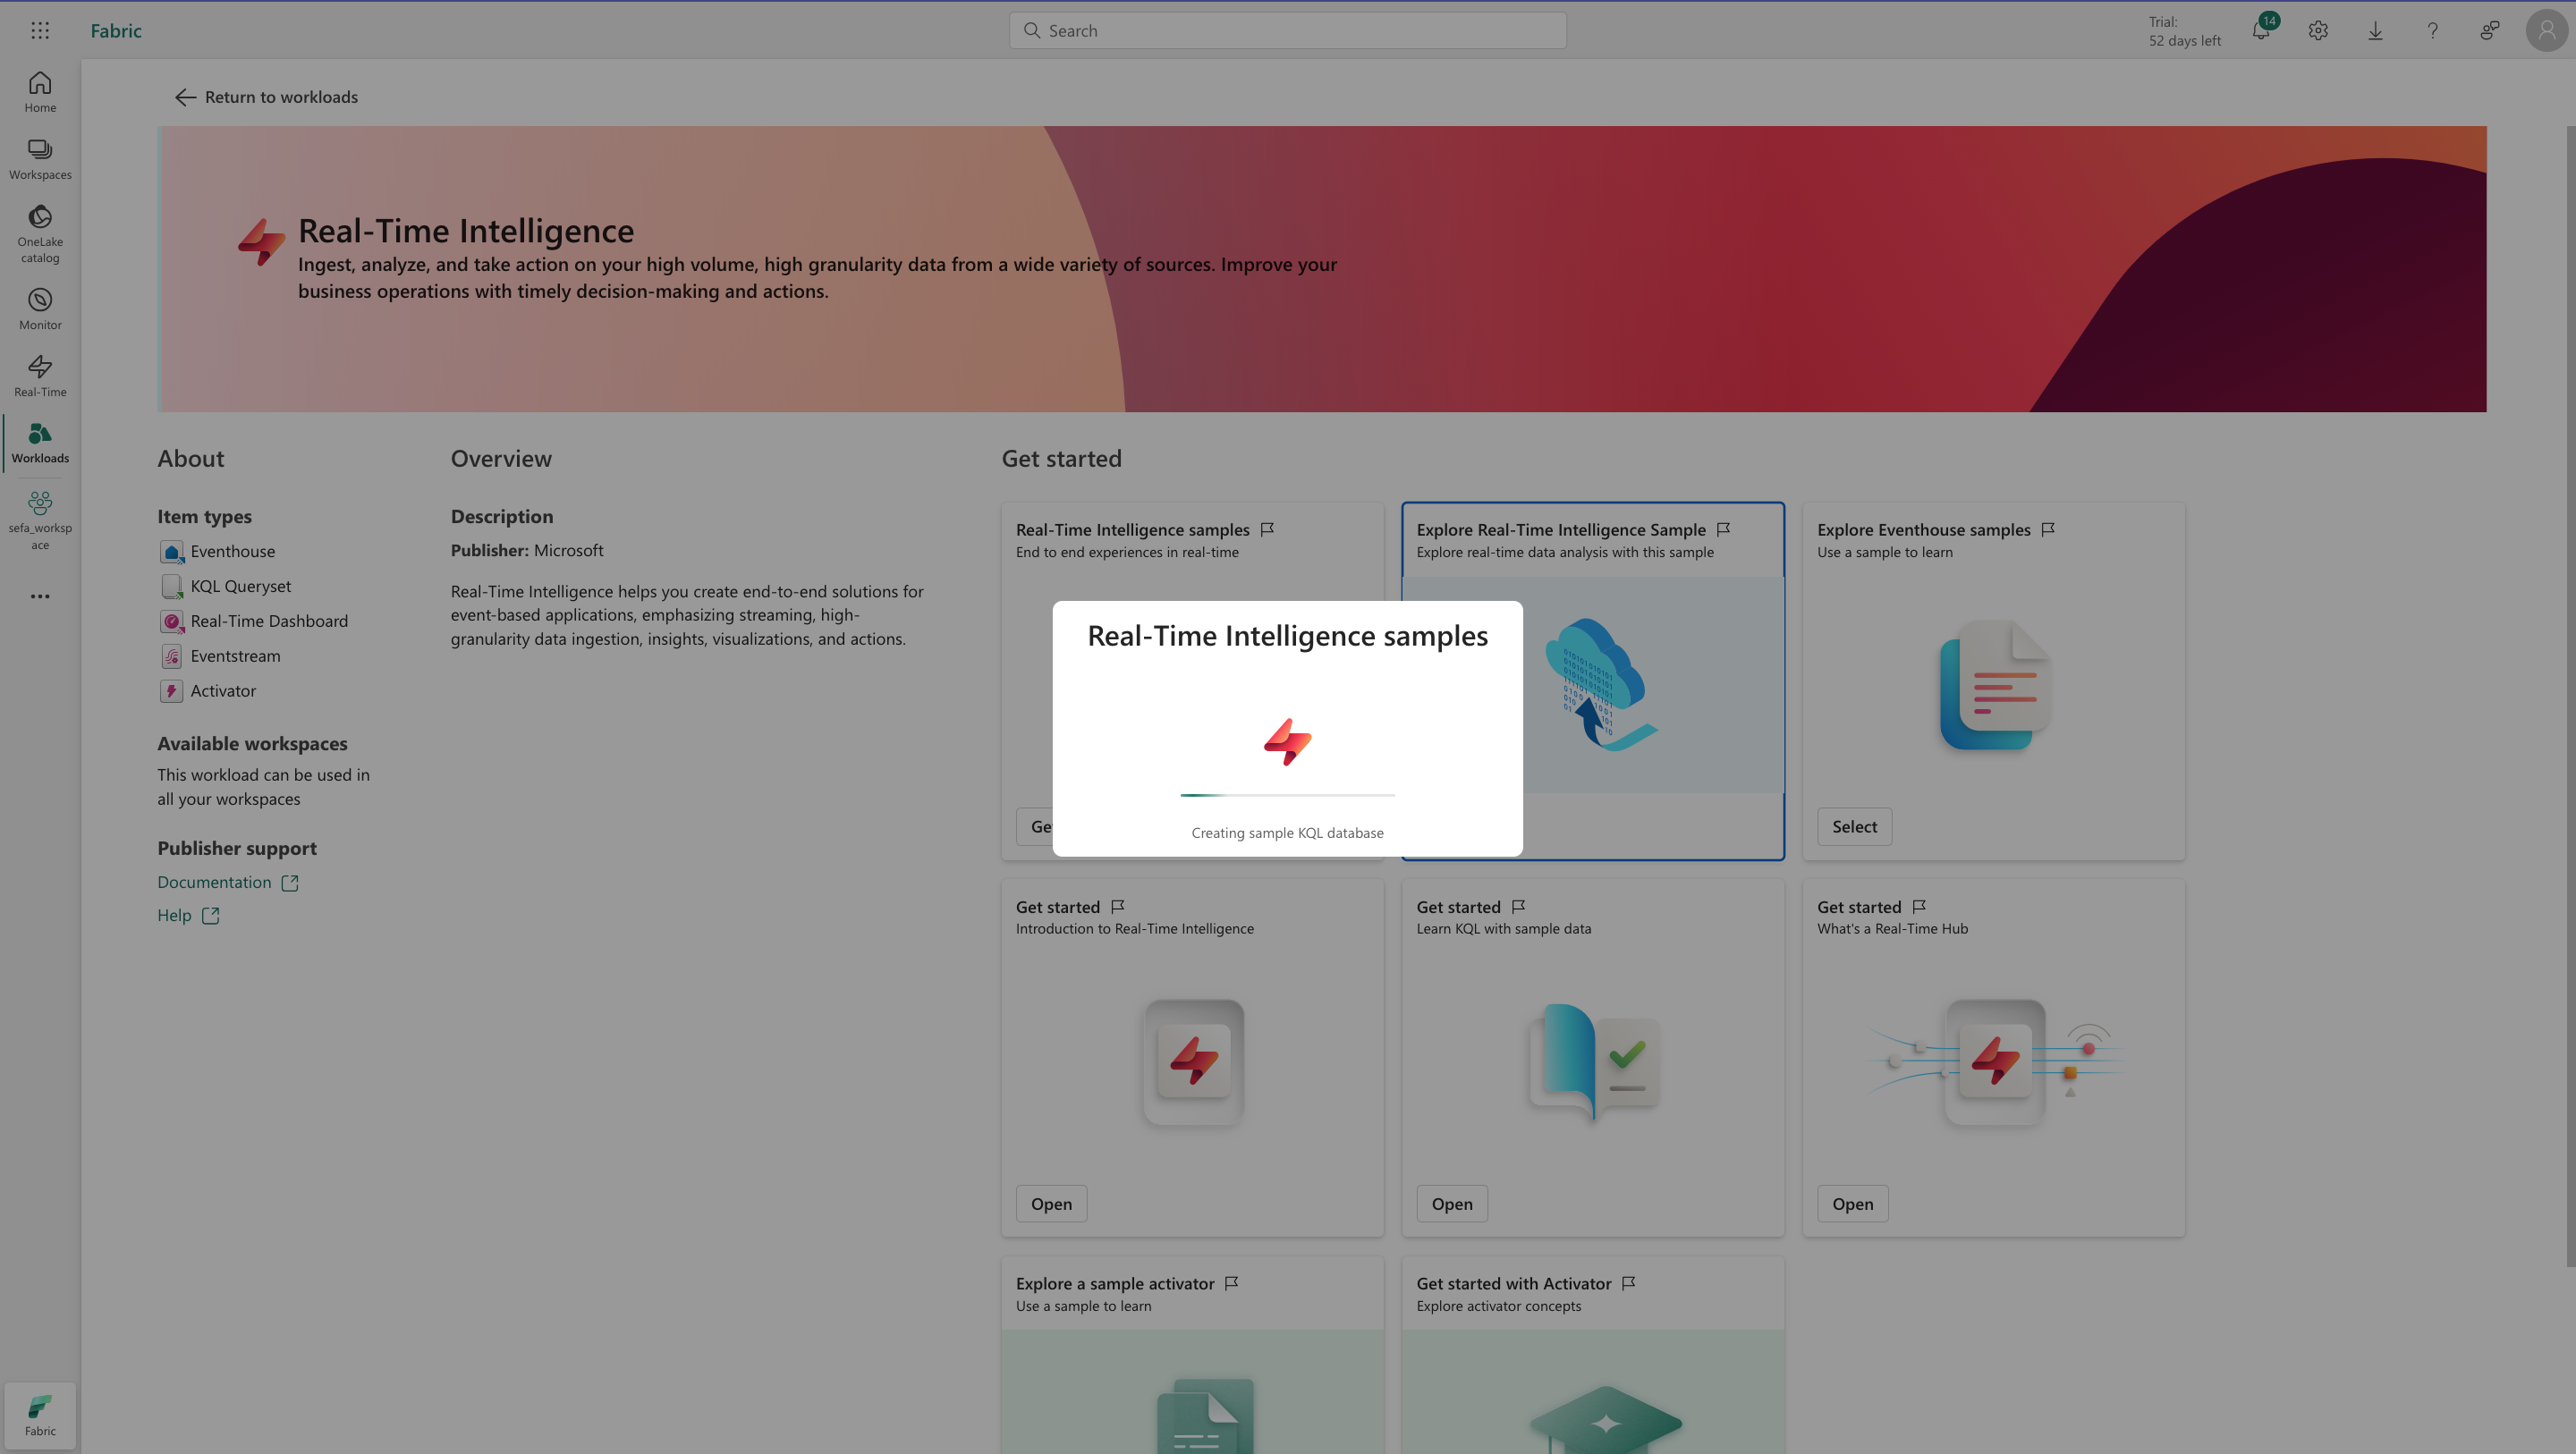 Fabric
Search
Trial:
52 days left
14
Home
Workspaces
OneLake
catalog
Monitor
Real-Time
Workloads
sefa_worksp
ace
Fabric
Return to workloads
Real-Time Intelligence
Ingest, analyze, and take action on your high volume, high granularity data from a wide variety of sources. Improve your
business operations with timely decision-making and actions.
About
Item types
Eventhouse
KQL Queryset
Real-Time Dashboard
Eventstream
Activator
Available workspaces
This workload can be used in
all your workspaces
Publisher support
Documentation
Help
Overview
Description
Publisher: Microsoft
Real-Time Intelligence helps you create end-to-end solutions for
event-based applications, emphasizing streaming, high-
granularity data ingestion, insights, visualizations, and actions.
Get started
Real-Time Intelligence samples
End to end experiences in real-time
Explore Real-Time Intelligence Sample
Explore real-time data analysis with this sample
Explore Eventhouse samples
Use a sample to learn
Select
Real-Time Intelligence samples
Creating sample KQL database
Get started
Introduction to Real-Time Intelligence
Open
Get started
Learn KQL with sample data
Open
Get started
What's a Real-Time Hub
Open
Explore a sample activator
Use a sample to learn
Get started with Activator
Explore activator concepts